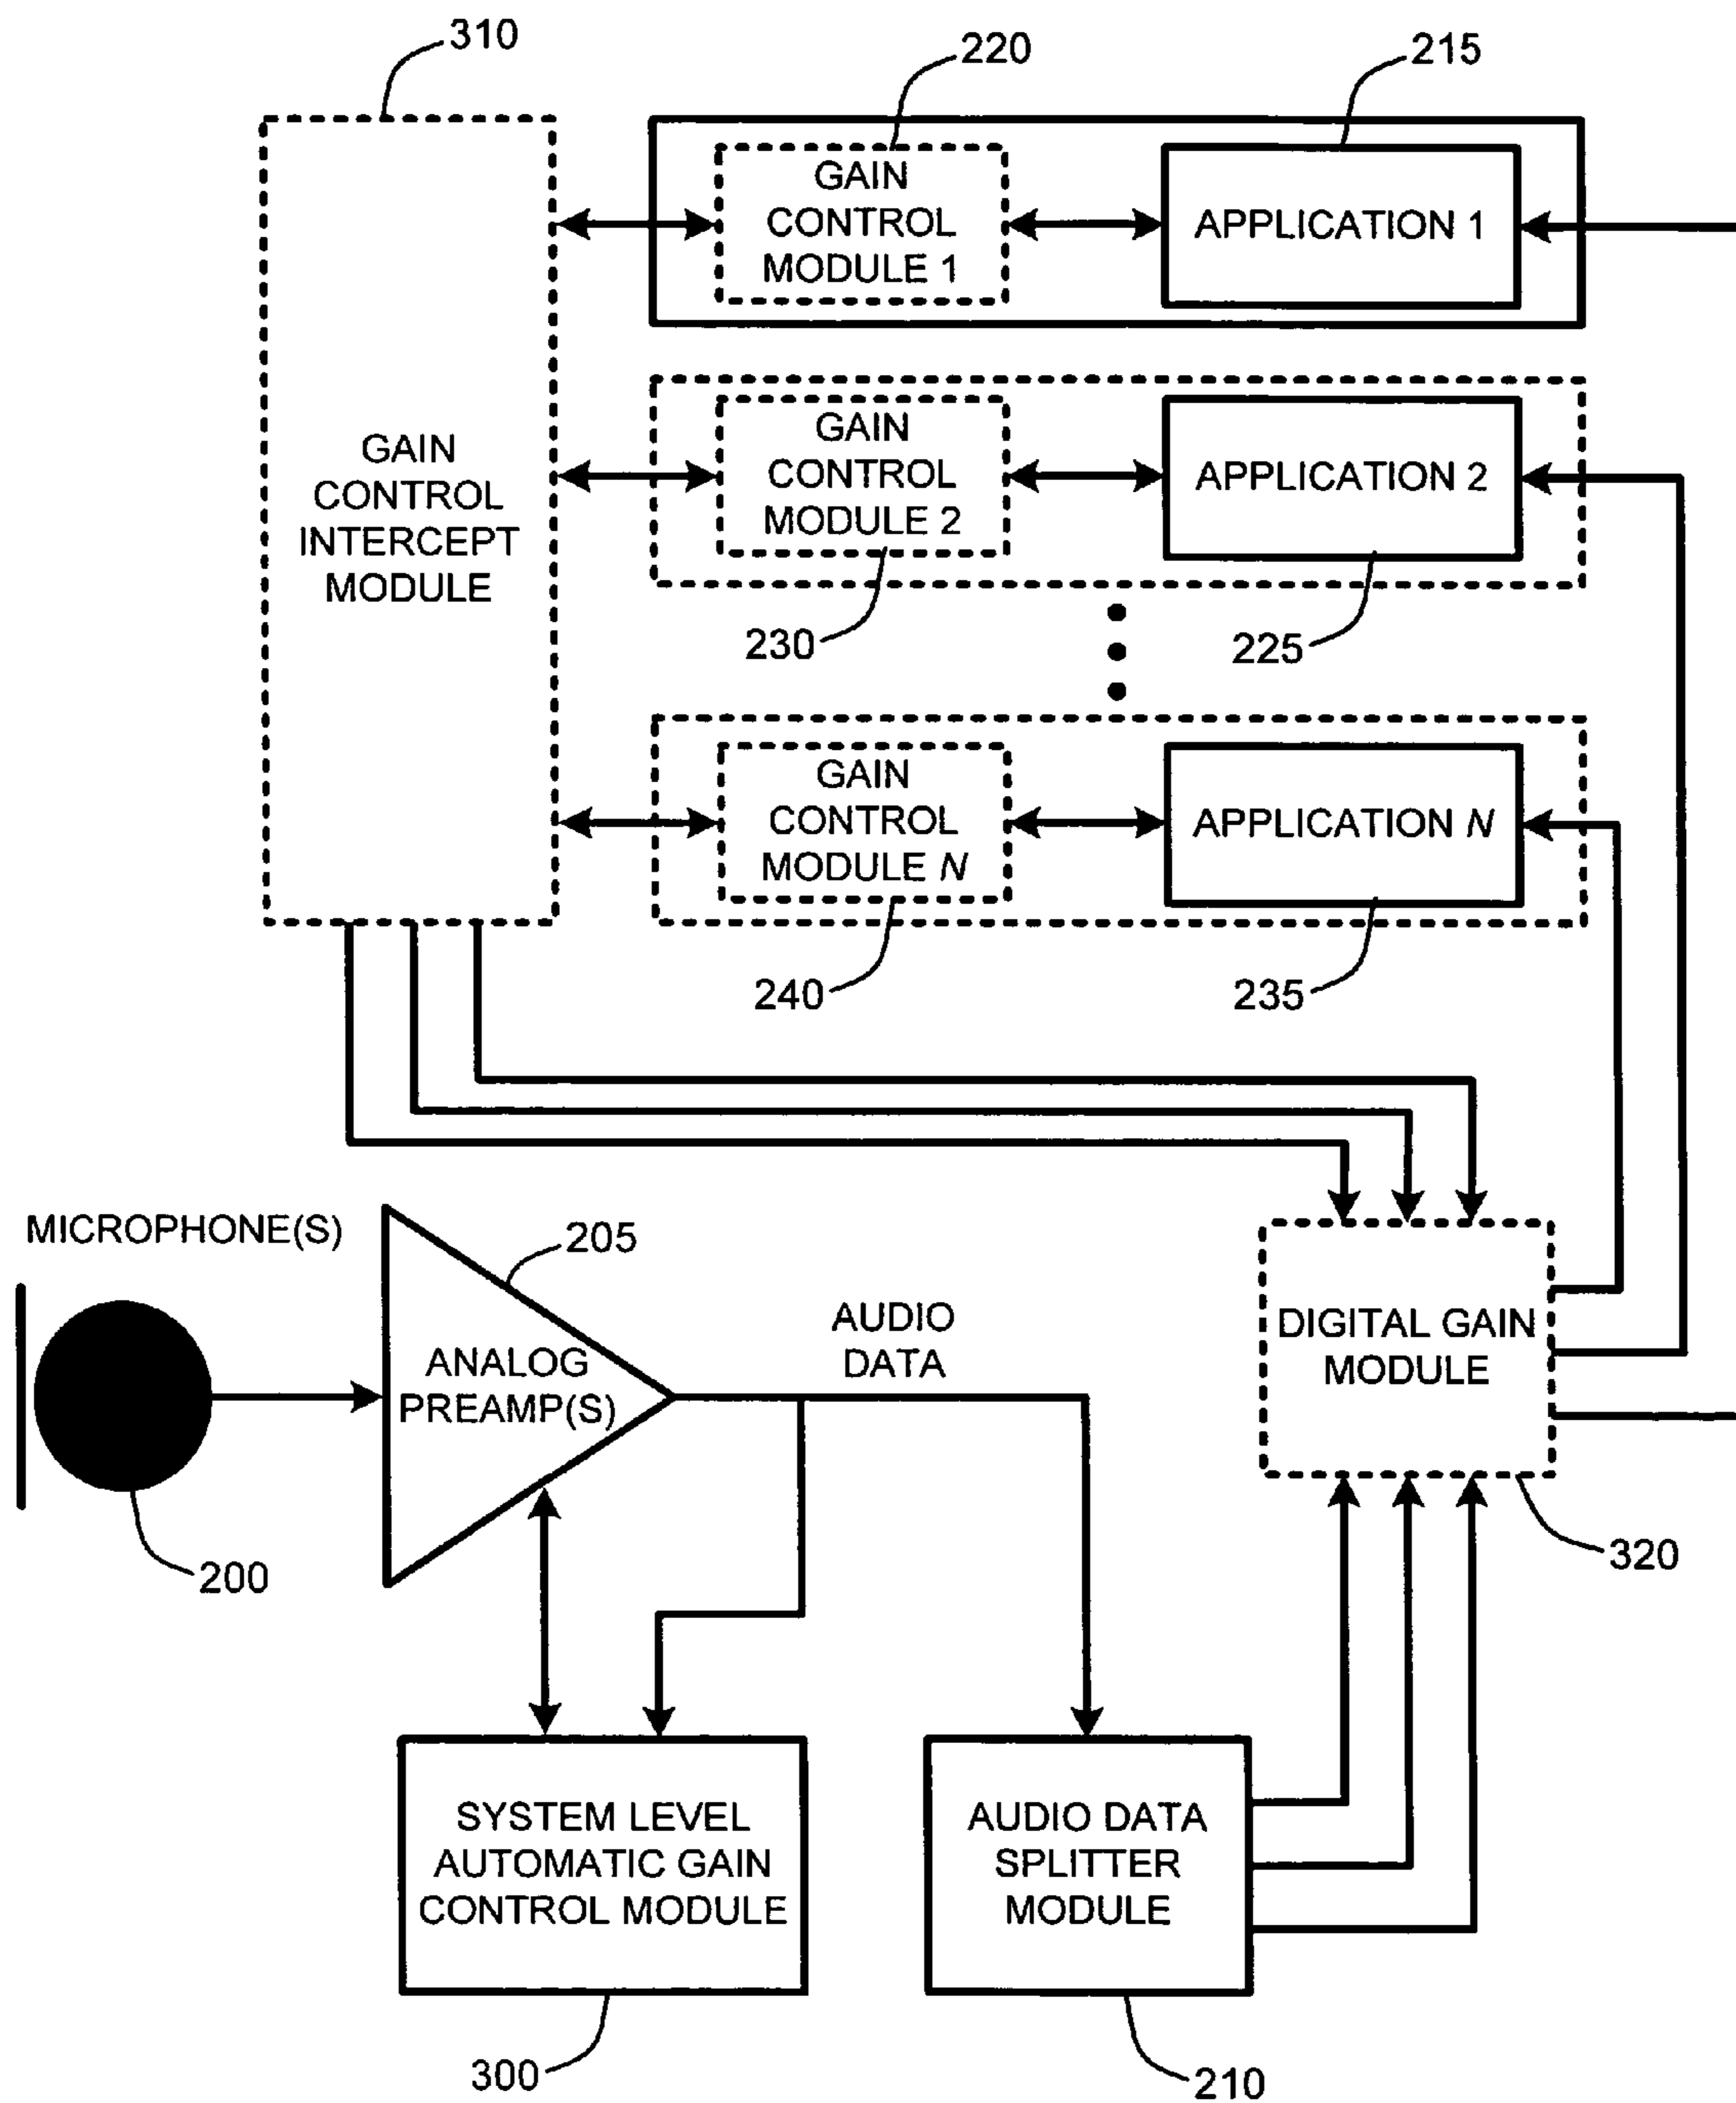 310
220
215
GAIN
CONTROL
MODULE 1
APPLICATION 1
GAIN
CONTROL
INTERCEPT
MODULE
GAIN
CONTROL
MODULE 2
APPLICATION 2
230
225
GAIN
CONTROL
MODULE N
APPLICATION N
240
235
MICROPHONE(S)
205
ANALOG
PREAMP(S)
AUDIO
DATA
DIGITAL GAIN
MODULE
200
320
SYSTEM LEVEL
AUTOMATIC GAIN
CONTROL MODULE
AUDIO DATA
SPLITTER
MODULE
300
210